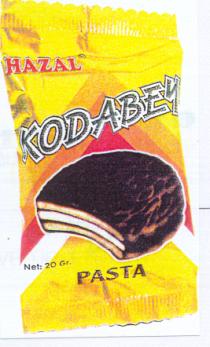 HAZAL
KODABEY
Net: 20 Gr.
PASTA